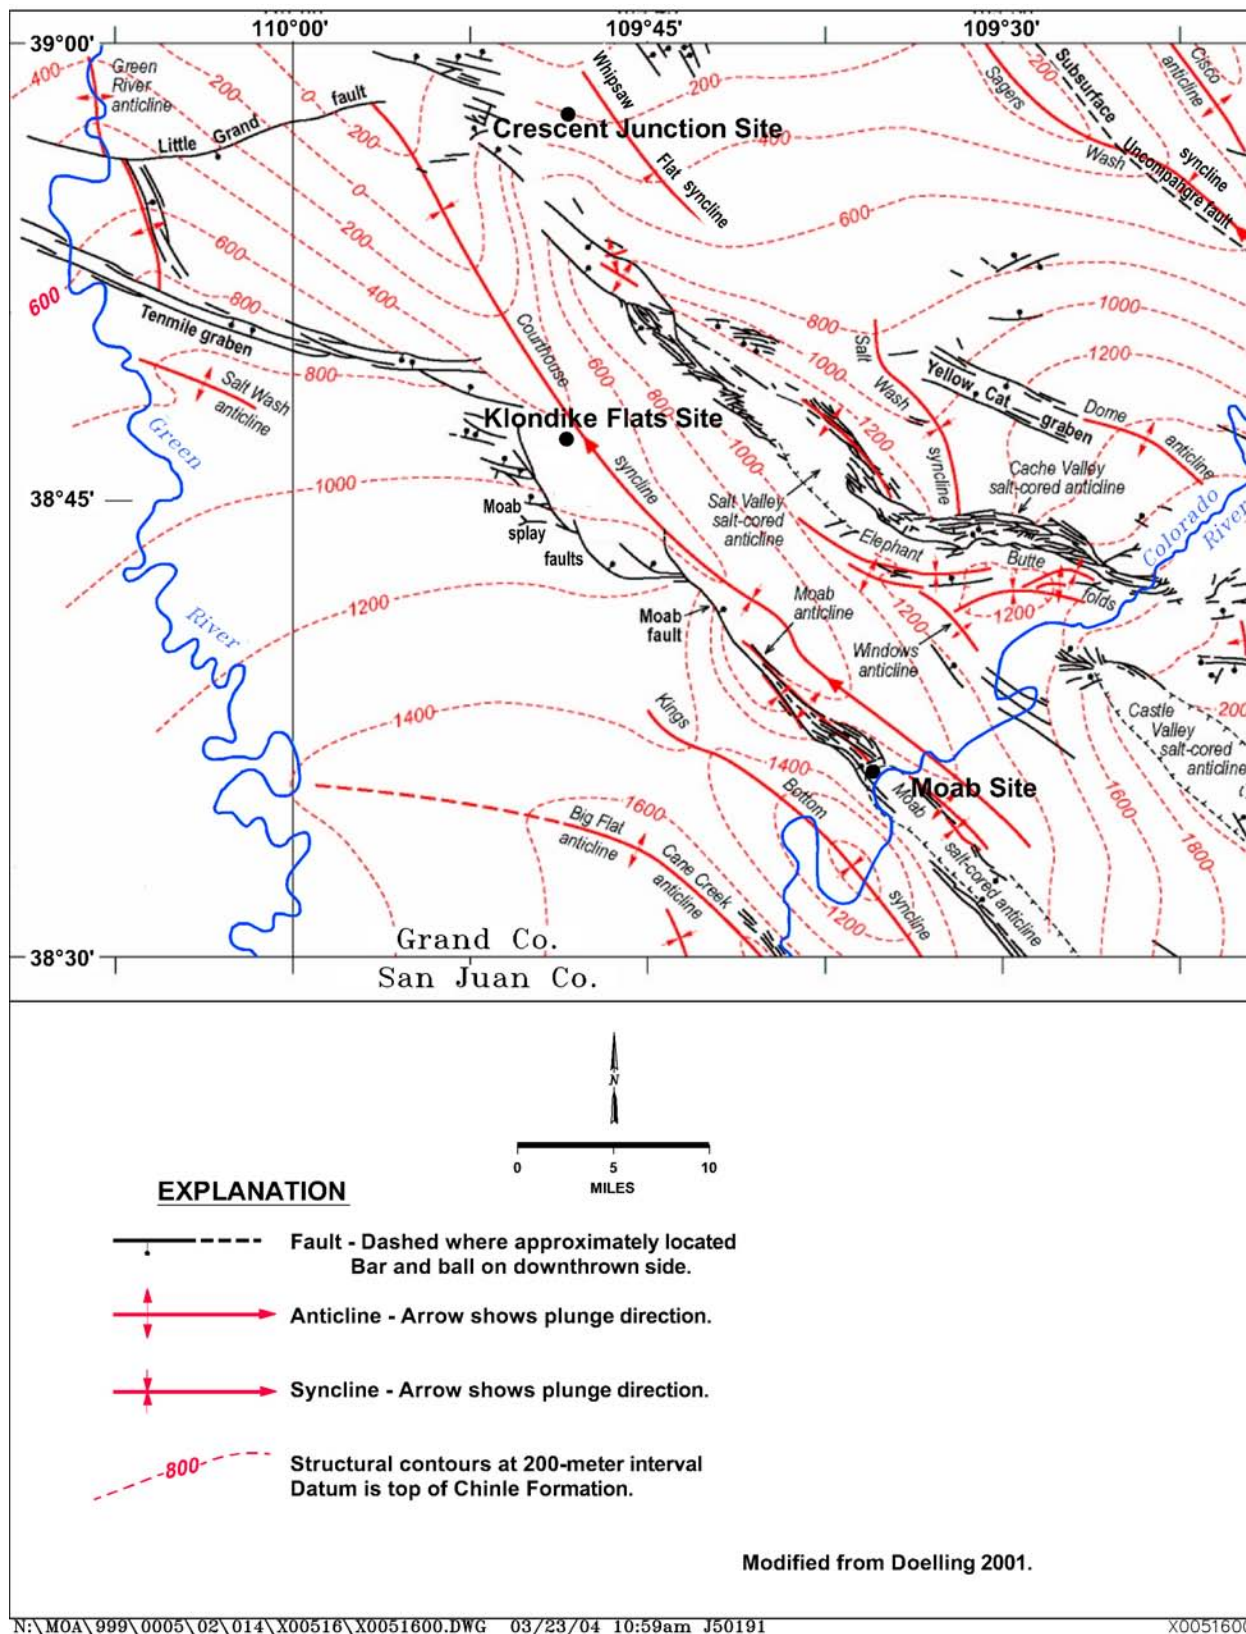 110°00'
109°45'
109°30'
39°00'
400
Green
River
anticline
200
0
fault
Little Grand
200
0
200
400
600
800
600
Whipsaw
Flat syncline
200
Crescent Junction Site
400
600
Sagers
Wash
syncline
200
Subsurface
Uncompahgre fault
Cisco
anticline
Tenmile graben
800
Salt Wash
anticline
Courthouse
syncline
600
800
1000
800
1000
1200
Salt
Wash
syncline
1000
1200
Yellow Cat graben
Dome
anticline
Klondike Flats Site
Green
River
38°45'
1000
Moab
splay
faults
Salt Valley
salt-cored
anticline
Cache Valley
salt-cored anticline
Elephant
Butte
folds
Colorado
River
1200
Moab
fault
Moab
anticline
1200
1200
Windows
anticline
1400
Kings
Bottom
syncline
1400
Castle
Valley
salt-cored
anticline
200
Moab Site
Moab
salt-cored anticline
1600
1800
Big Flat
anticline
1600
Cane Creek
anticline
1200
Grand Co.
38°30'
San Juan Co.
N
0 5 10
MILES
EXPLANATION
Fault - Dashed where approximately located
Bar and ball on downthrown side.
Anticline - Arrow shows plunge direction.
Syncline - Arrow shows plunge direction.
800
Structural contours at 200-meter interval
Datum is top of Chinle Formation.
Modified from Doelling 2001.
N:\MOA\999\0005\02\014\X00516\X0051600.DWG 03/23/04 10:59am J50191
X0051600